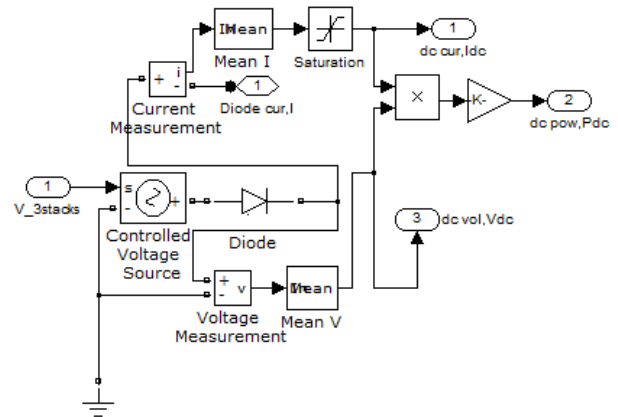 Mean
Mean I
Saturation
1
dc cur,Idc
+
i
-
1
Diode cur,I
Current
Measurement
×
K-
2
dc pow,Pdc
1
V_3stacks
s
-
+
Controlled
Voltage
Source
Diode
3
dc vol,Vdc
+
-
v
Voltage
Measurement
Mean
Mean V